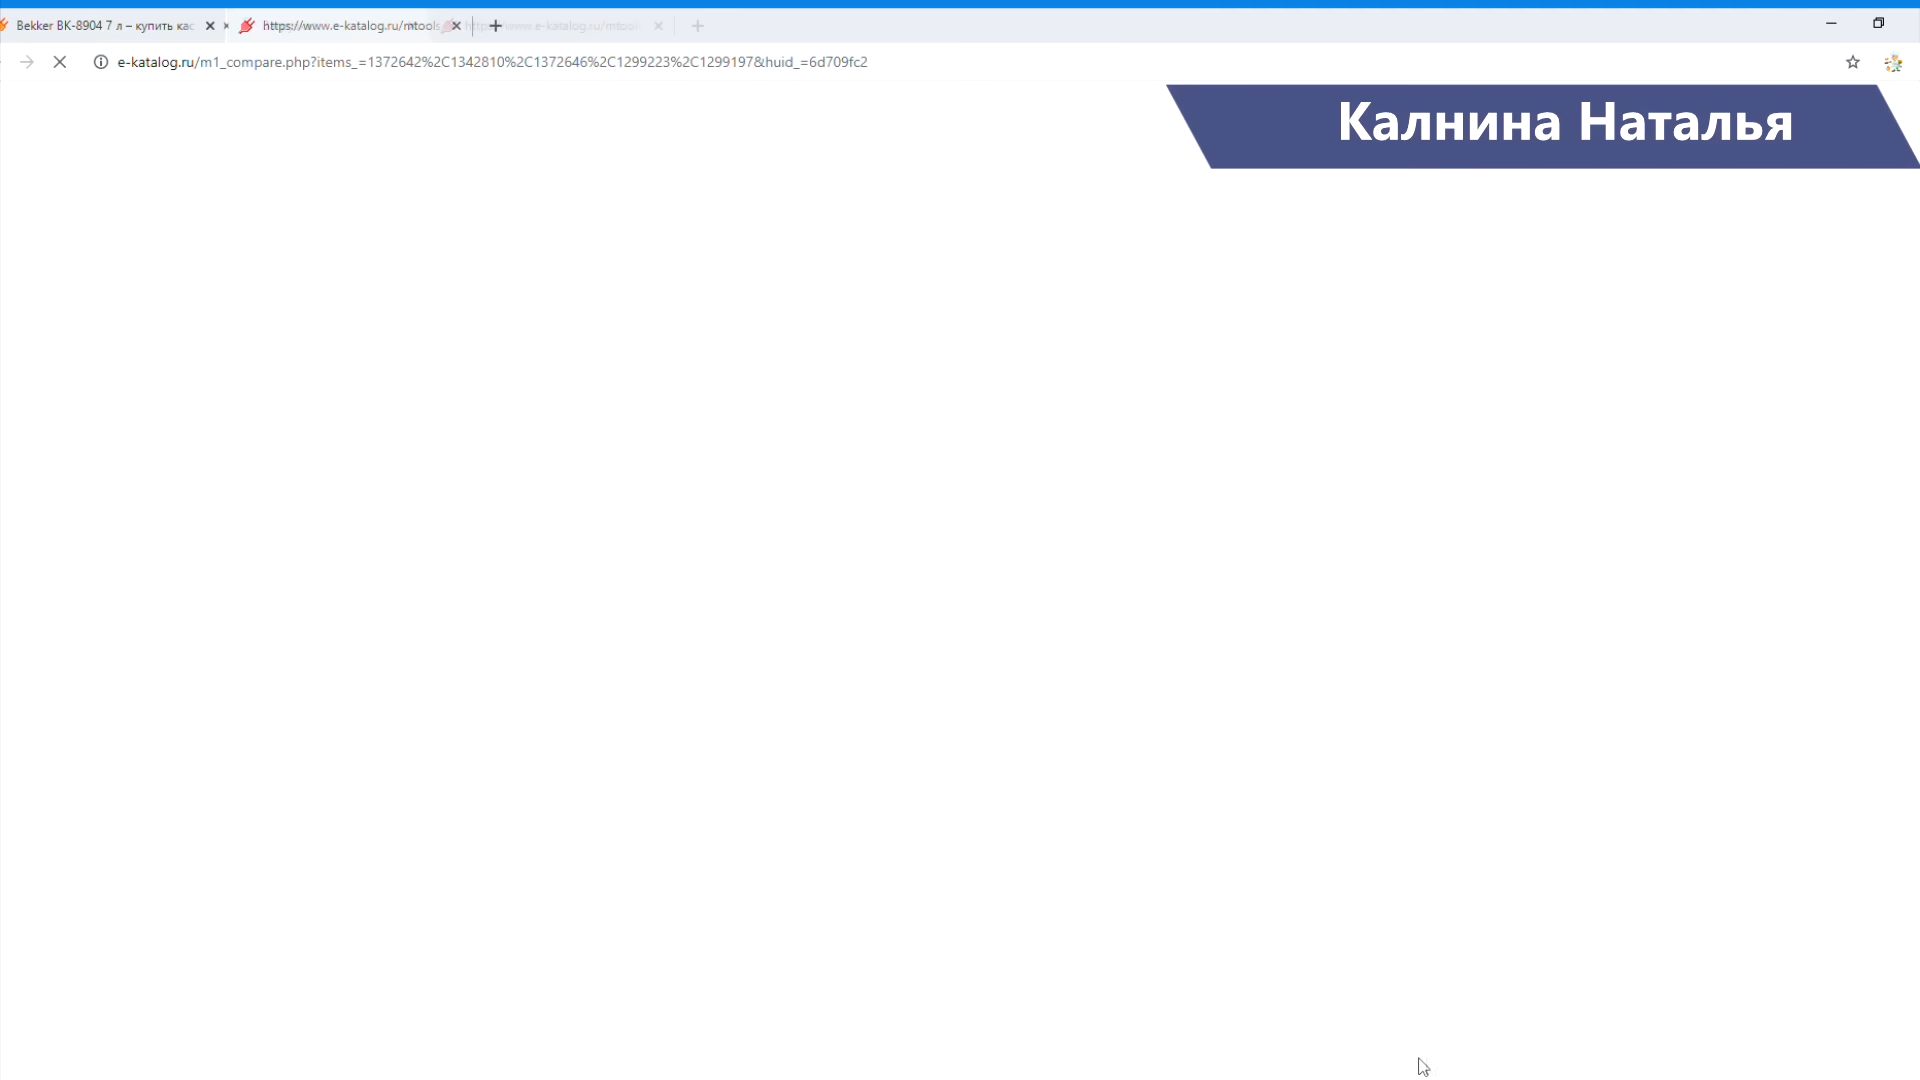 Bekker BK-8904 7 л – купить кас
https://www.e-katalog.ru/mtools
e-katalog.ru/m1_compare.php?items_=1372642%2C1342810%2C1372646%2C1299223%2C1299197&huid_=6d709fc2
Калнина Наталья